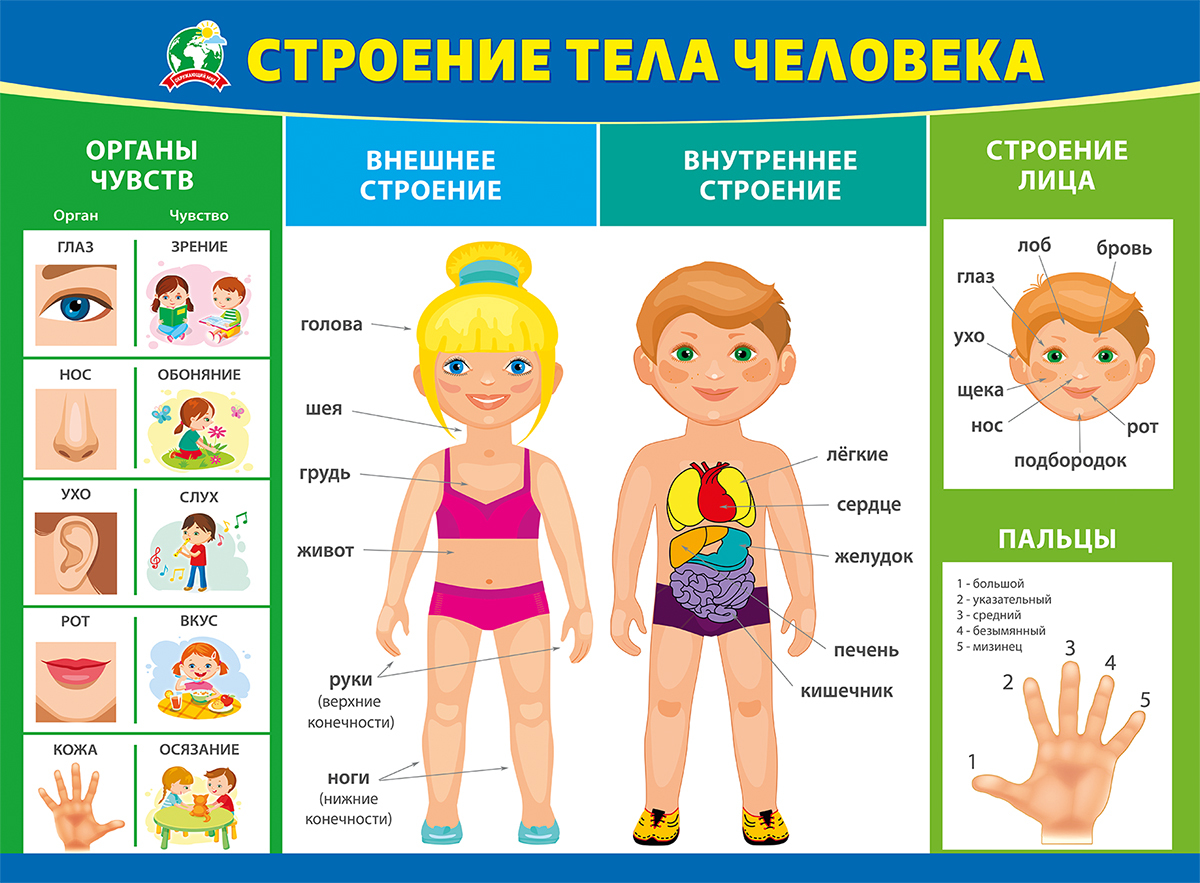 СТРОЕНИЕ ТЕЛА ЧЕЛОВЕКА
ОКРУЖАЮЩИЙ МИР
ОРГАНЫ
ЧУВСТВ
Орган Чувство
ГЛАЗ ЗРЕНИЕ
НОС ОБОНЯНИЕ
УХО СЛУХ
РОТ ВКУС
КОЖА ОСЯЗАНИЕ
ВНЕШНЕЕ
СТРОЕНИЕ
голова
шея
грудь
живот
руки
(верхние
конечности)
ноги
(нижние
конечности)
ВНУТРЕННЕЕ
СТРОЕНИЕ
лёгкие
сердце
желудок
печень
кишечник
СТРОЕНИЕ
ЛИЦА
лоб
бровь
глаз
ухо
щека
нос
рот
подбородок
ПАЛЬЦЫ
1 - большой
2 - указательный
3 - средний
4 - безымянный
5 - мизинец
3
4
2
5
1